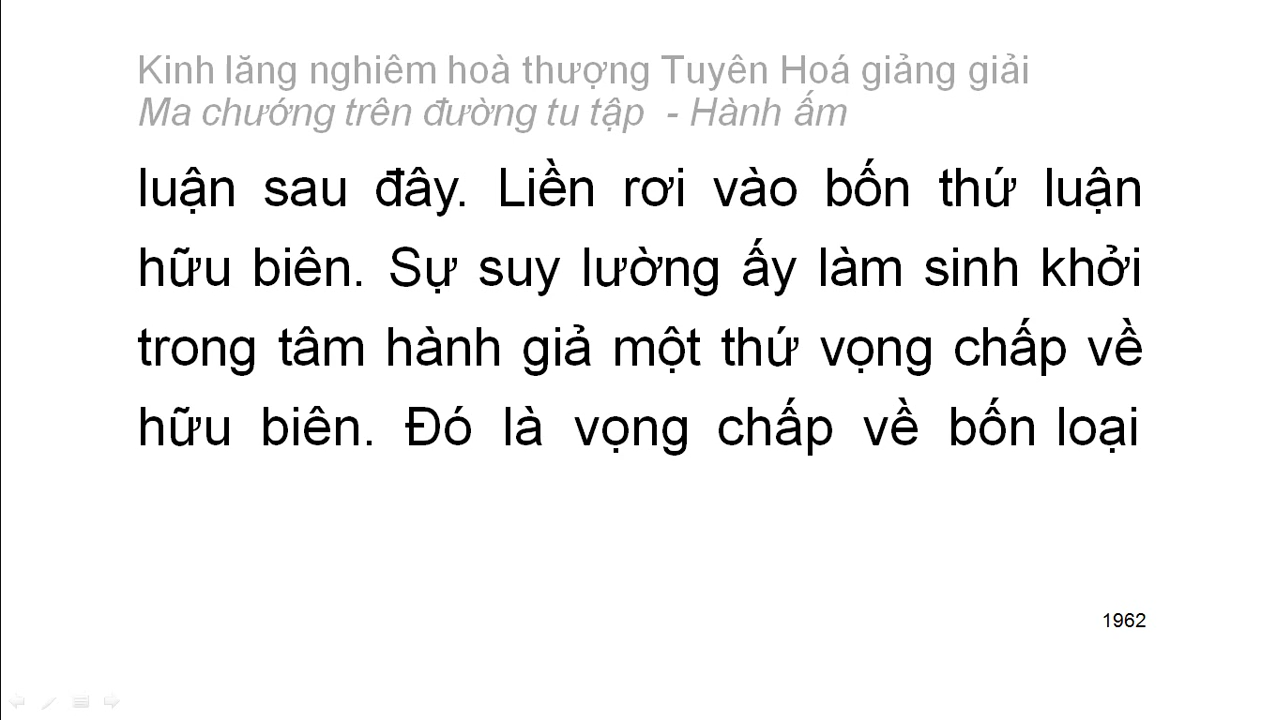 Kinh lăng nghiêm hoà thượng Tuyên Hoá giảng giải
Ma chướng trên đường tu tập - Hành ấm
luận sau đây. Liền rơi vào bốn thứ luận
hữu biên. Sự suy lường ấy làm sinh khởi
trong tâm hành giả một thứ vọng chấp về
hữu biên. Đó là vọng chấp về bốn loại
1962